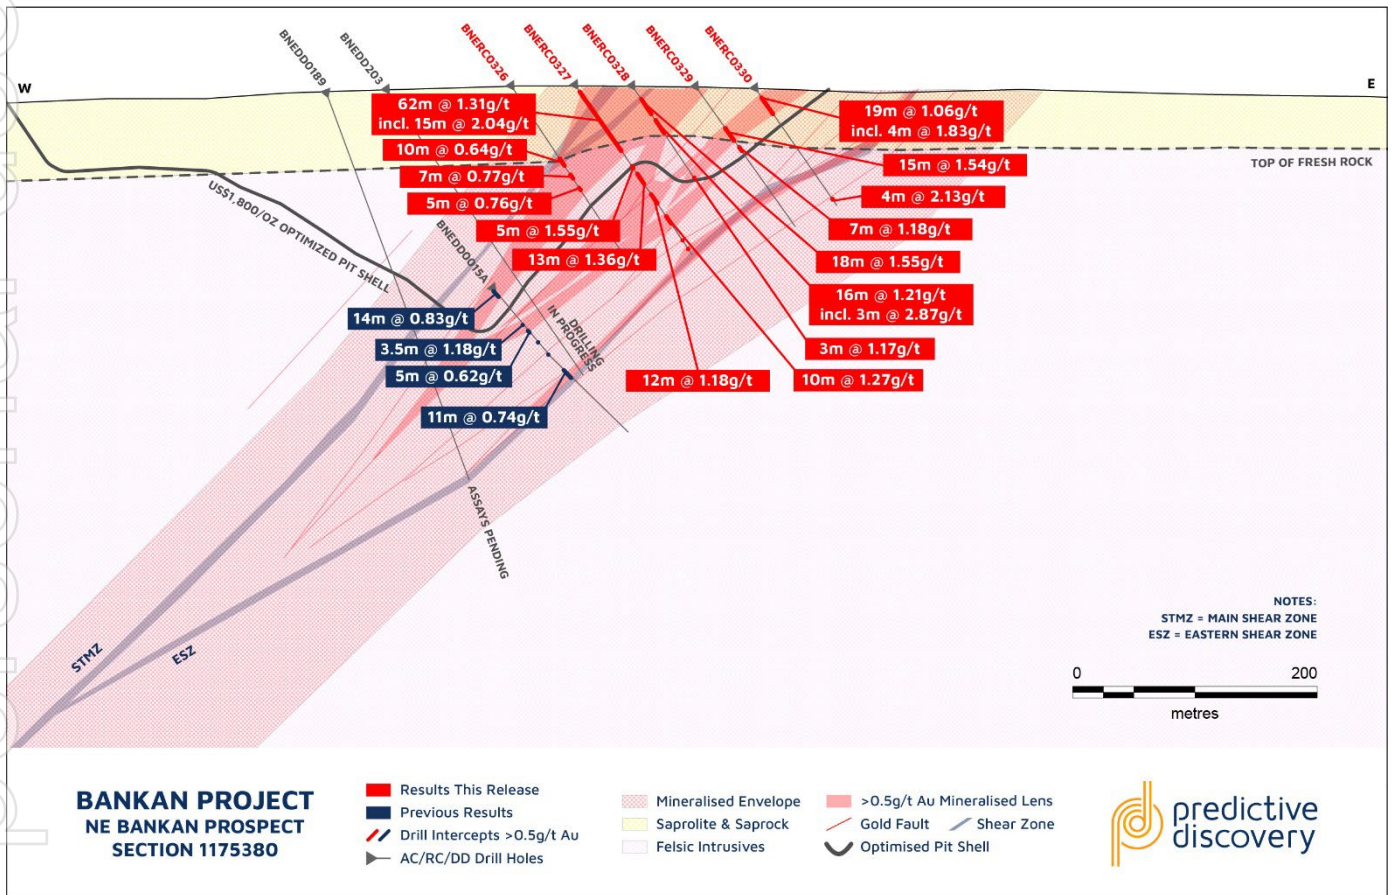 W
E
BNEDD0189
BNEDD203
BNERC0326
BNERC0327
BNERC0328
BNERC0329
BNERC0330
62m @ 1.31g/t
incl. 15m @ 2.04g/t
10m @ 0.64g/t
7m @ 0.77g/t
5m @ 0.76g/t
5m @ 1.55g/t
13m @ 1.36g/t
19m @ 1.06g/t
incl. 4m @ 1.83g/t
15m @ 1.54g/t
4m @ 2.13g/t
7m @ 1.18g/t
18m @ 1.55g/t
16m @ 1.21g/t
incl. 3m @ 2.87g/t
3m @ 1.17g/t
10m @ 1.27g/t
12m @ 1.18g/t
TOP OF FRESH ROCK
US$1,800/OZ OPTIMIZED PIT SHELL
BNEDD0015A
14m @ 0.83g/t
3.5m @ 1.18g/t
5m @ 0.62g/t
11m @ 0.74g/t
DRILLING
IN PROGRESS
ASSAYS PENDING
STMZ
ESZ
NOTES:
STMZ = MAIN SHEAR ZONE
ESZ = EASTERN SHEAR ZONE
0 200
metres
BANKAN PROJECT
NE BANKAN PROSPECT
SECTION 1175380
Results This Release
Previous Results
Drill Intercepts >0.5g/t Au
AC/RC/DD Drill Holes
Mineralised Envelope
Saprolite & Saprock
Felsic Intrusives
>0.5g/t Au Mineralised Lens
Gold Fault
Shear Zone
Optimised Pit Shell
predictive
discovery